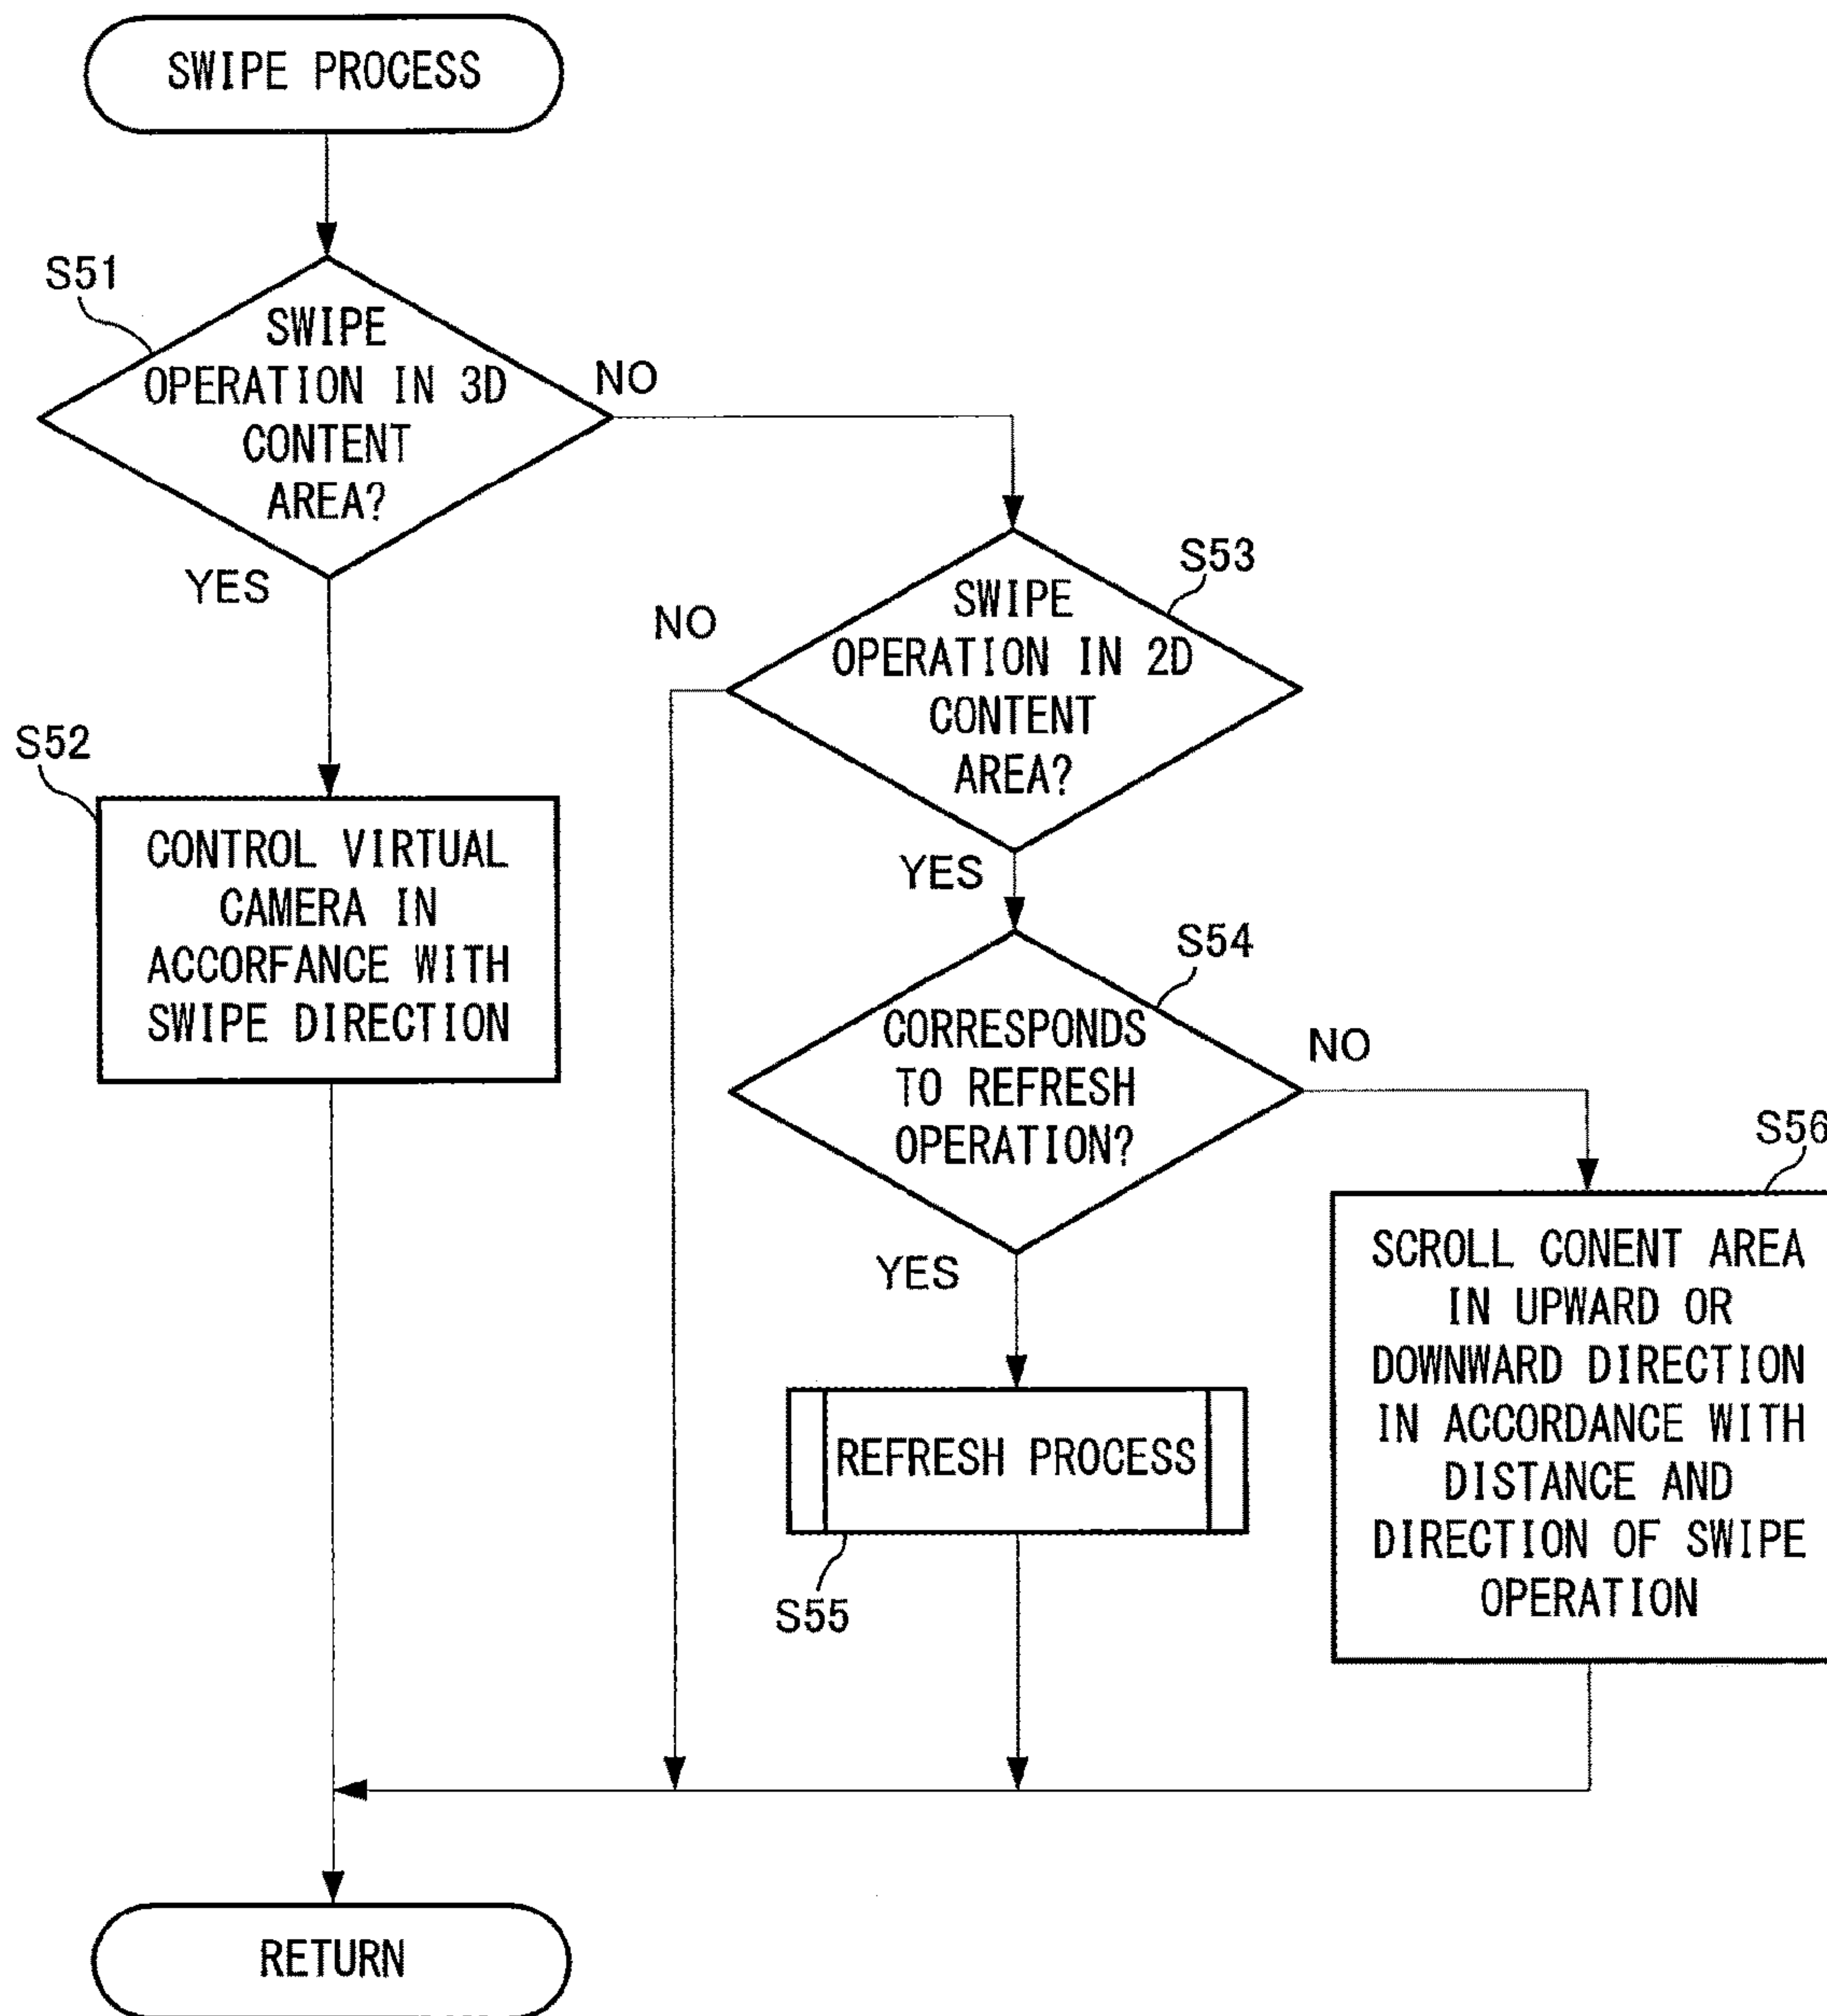 SWIPE PROCESS
S51
SWIPE
OPERATION IN 3D
CONTENT
AREA?
NO
YES
S52
CONTROL VIRTUAL
CAMERA IN
ACCORFANCE WITH
SWIPE DIRECTION
S53
SWIPE
OPERATION IN 2D
CONTENT
AREA?
NO
YES
S54
CORRESPONDS
TO REFRESH
OPERATION?
NO
YES
REFRESH PROCESS
S55
S56
SCROLL CONENT AREA
IN UPWARD OR
DOWNWARD DIRECTION
IN ACCORDANCE WITH
DISTANCE AND
DIRECTION OF SWIPE
OPERATION
RETURN